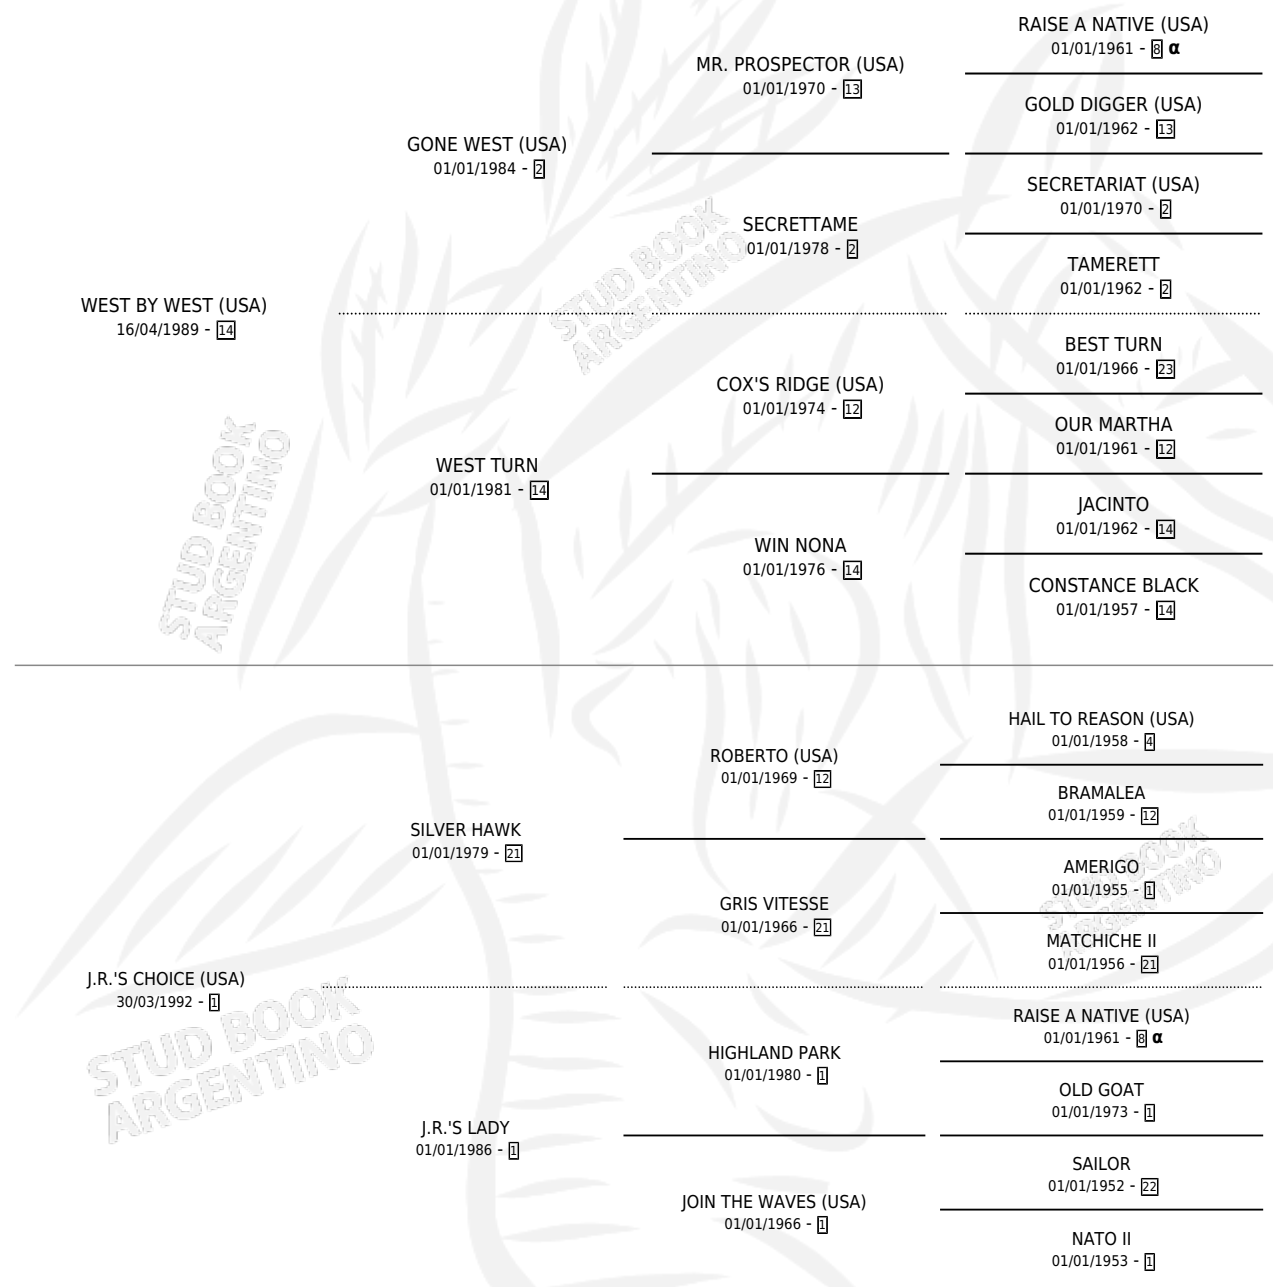 RAISE A NATIVE (USA)
01/01/1961 - 8 α
MR. PROSPECTOR (USA)
01/01/1970 - 13
GOLD DIGGER (USA)
01/01/1962 - 13
GONE WEST (USA)
01/01/1984 - 2
SECRETARIAT (USA)
01/01/1970 - 2
SECRETTAME
01/01/1978 - 2
TAMERETT
01/01/1962 - 2
WEST BY WEST (USA)
16/04/1989 - 14
BEST TURN
01/01/1966 - 23
COX'S RIDGE (USA)
01/01/1974 - 12
OUR MARTHA
01/01/1961 - 12
WEST TURN
01/01/1981 - 14
JACINTO
01/01/1962 - 14
WIN NONA
01/01/1976 - 14
CONSTANCE BLACK
01/01/1957 - 14
HAIL TO REASON (USA)
01/01/1958 - 4
ROBERTO (USA)
01/01/1969 - 12
BRAMALEA
01/01/1959 - 12
SILVER HAWK
01/01/1979 - 21
AMERIGO
01/01/1955 - 1
GRIS VITESSE
01/01/1966 - 21
MATCHICHE II
01/01/1956 - 21
J.R.'S CHOICE (USA)
30/03/1992 - 1
RAISE A NATIVE (USA)
01/01/1961 - 8 α
HIGHLAND PARK
01/01/1980 - 1
OLD GOAT
01/01/1973 - 1
J.R.'S LADY
01/01/1986 - 1
SAILOR
01/01/1952 - 22
JOIN THE WAVES (USA)
01/01/1966 - 1
NATO II
01/01/1953 - 1
STUD BOOK
ARGENTINO
STUD BOOK
ARGENTINO
STUD BOOK
ARGENTINO
STUD BOOK
ARGENTINO